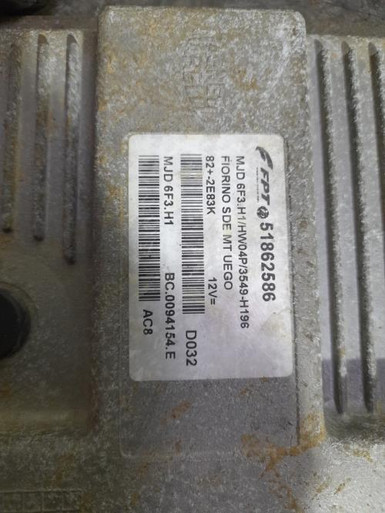 FPT 51862586
MJD 6F3.H1/HW04P/3549-H196
FIORINO SDE MT UEGO
82+-2E83K 12V=
D032
MJD 6F3.H1 BC.0094154.E
AC8